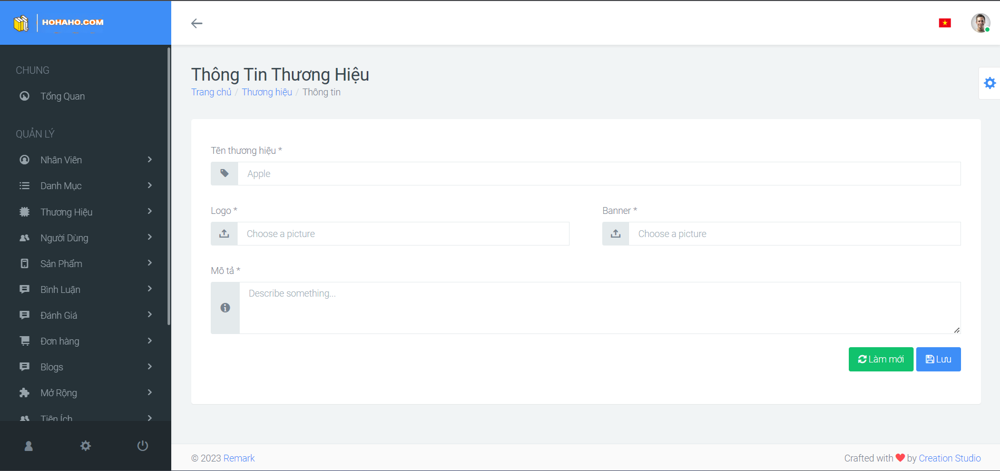 HOHAHO.COM
CHUNG
Tổng Quan
QUẢN LÝ
Nhân Viên
Danh Mục
Thương Hiệu
Người Dùng
Sản Phẩm
Bình Luận
Đánh Giá
Đơn hàng
Blogs
Mở Rộng
Tiện Ích
Thông Tin Thương Hiệu
Trang chủ / Thương hiệu / Thông tin
Tên thương hiệu *
Apple
Logo *
Choose a picture
Banner *
Choose a picture
Mô tả *
Describe something...
Làm mới
Lưu
© 2023 Remark
Crafted with ❤ by Creation Studio